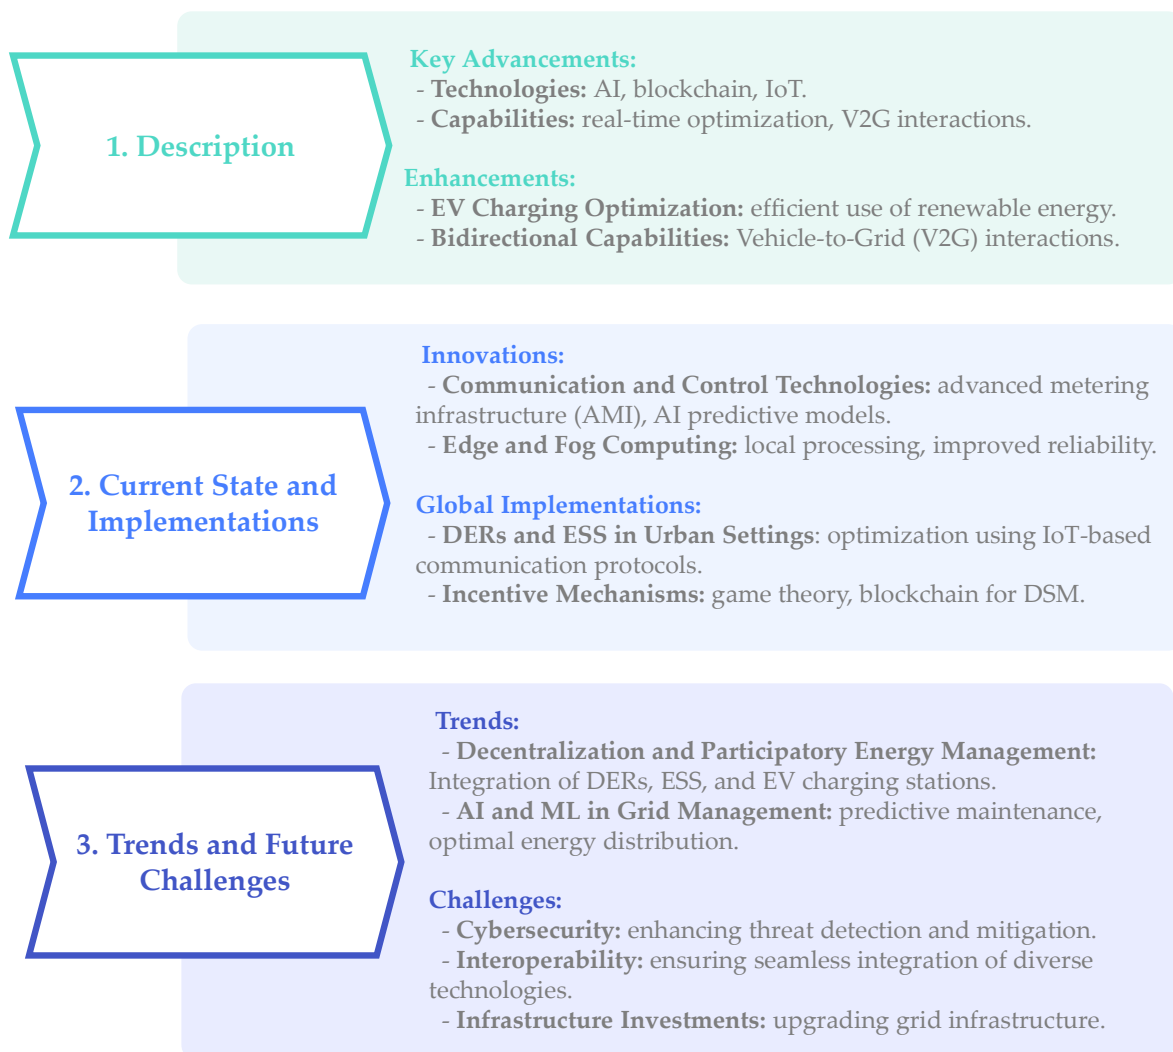 1. Description
Key Advancements:
- Technologies: AI, blockchain, IoT.
- Capabilities: real-time optimization, V2G interactions.
Enhancements:
- EV Charging Optimization: efficient use of renewable energy.
- Bidirectional Capabilities: Vehicle-to-Grid (V2G) interactions.
2. Current State and
Implementations
Innovations:
- Communication and Control Technologies: advanced metering
infrastructure (AMI), AI predictive models.
- Edge and Fog Computing: local processing, improved reliability.
Global Implementations:
- DERs and ESS in Urban Settings: optimization using IoT-based
communication protocols.
- Incentive Mechanisms: game theory, blockchain for DSM.
3. Trends and Future
Challenges
Trends:
- Decentralization and Participatory Energy Management:
Integration of DERs, ESS, and EV charging stations.
- AI and ML in Grid Management: predictive maintenance,
optimal energy distribution.
Challenges:
- Cybersecurity: enhancing threat detection and mitigation.
- Interoperability: ensuring seamless integration of diverse
technologies.
- Infrastructure Investments: upgrading grid infrastructure.